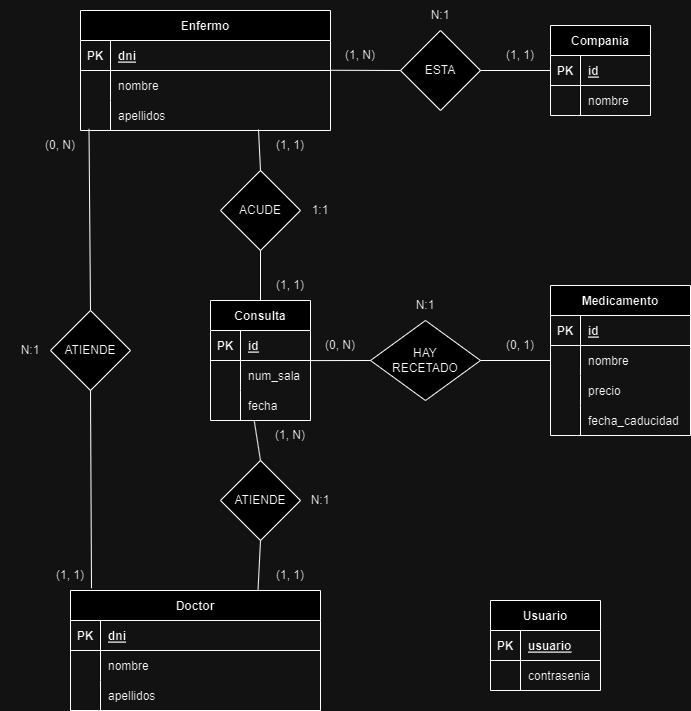 N:1
Enfermo
PK dni
nombre
apellidos
(1, N)
ESTA
(1, 1)
Compania
PK id
nombre
(0, N)
(1, 1)
ACUDE
1:1
(1, 1)
Consulta
PK id
num_sala
fecha
N:1
(0, N)
HAY
RECETADO
(0, 1)
Medicamento
PK id
nombre
precio
fecha_caducidad
N:1
ATIENDE
(1, N)
ATIENDE
N:1
(1, 1)
(1, 1)
Doctor
PK dni
nombre
apellidos
Usuario
PK usuario
contrasenia